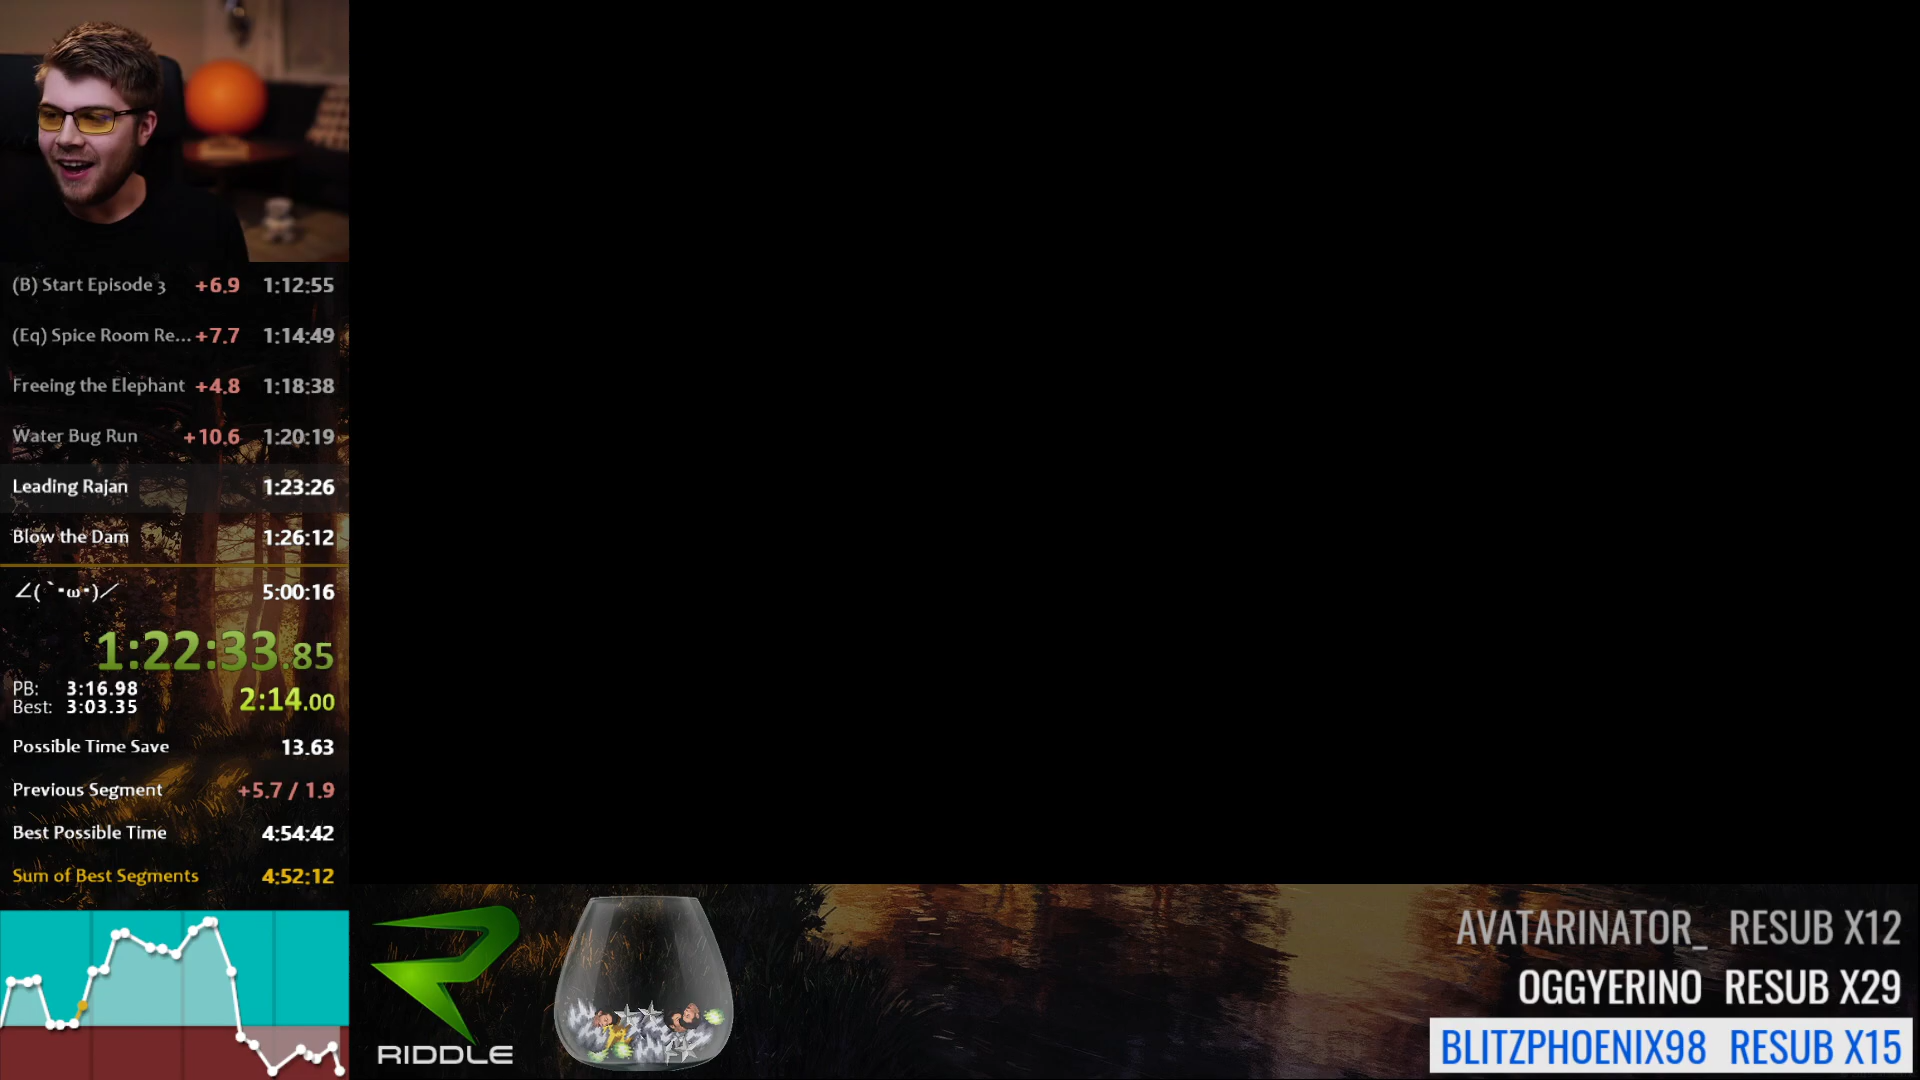 (B) Start Episode 3 +6.9 1:12:55
(Eq) Spice Room Re... +7.7 1:14:49
Freeing the Elephant +4.8 1:18:38
Water Bug Run +10.6 1:20:19
Leading Rajan 1:23:26
Blow the Dam 1:26:12
∠(｀･ω･)／ 5:00:16
1:22:33.85
PB: 3:16.98
Best: 3:03.35
2:14.00
Possible Time Save 13.63
Previous Segment +5.7 / 1.9
Best Possible Time 4:54:42
Sum of Best Segments 4:52:12
RIDDLE
AVATARINATOR_ RESUB X12
OGGYERINO RESUB X29
BLITZPHOENIX98 RESUB X15